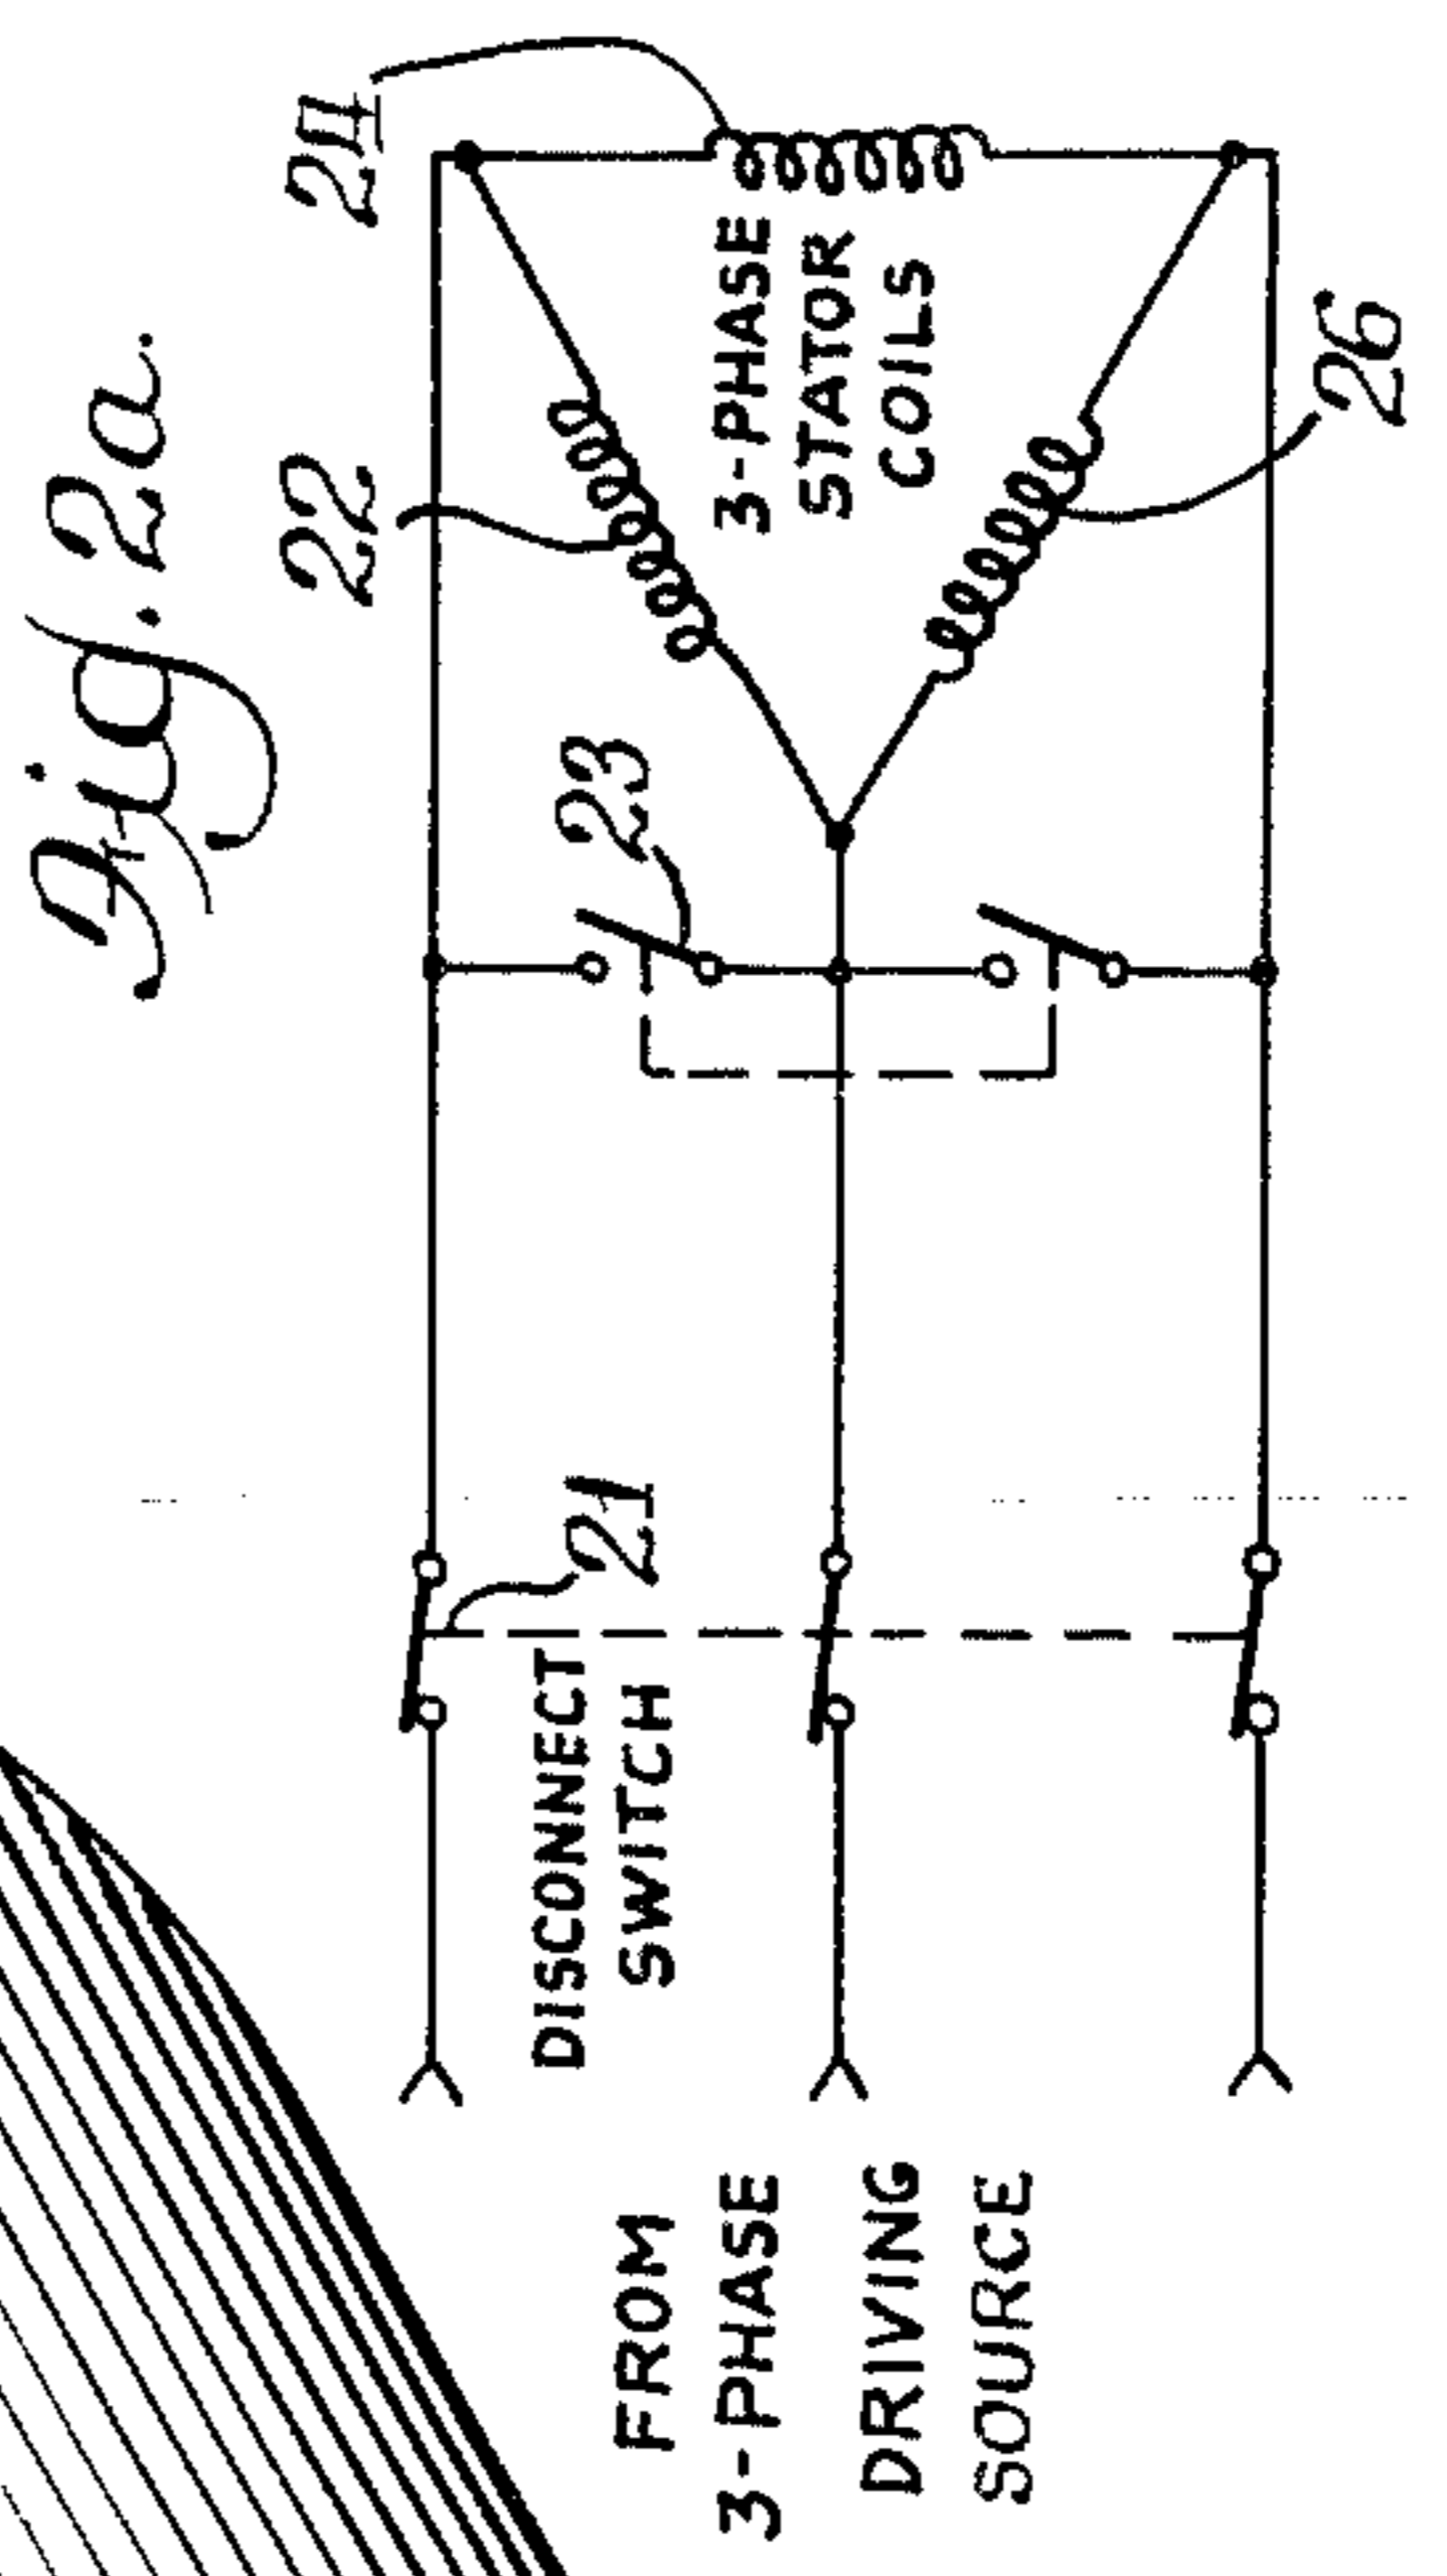 Fig. 2a.
22
24
23
21
26
3-PHASE
STATOR
COILS
DISCONNECT
SWITCH
FROM
3-PHASE
DRIVING
SOURCE